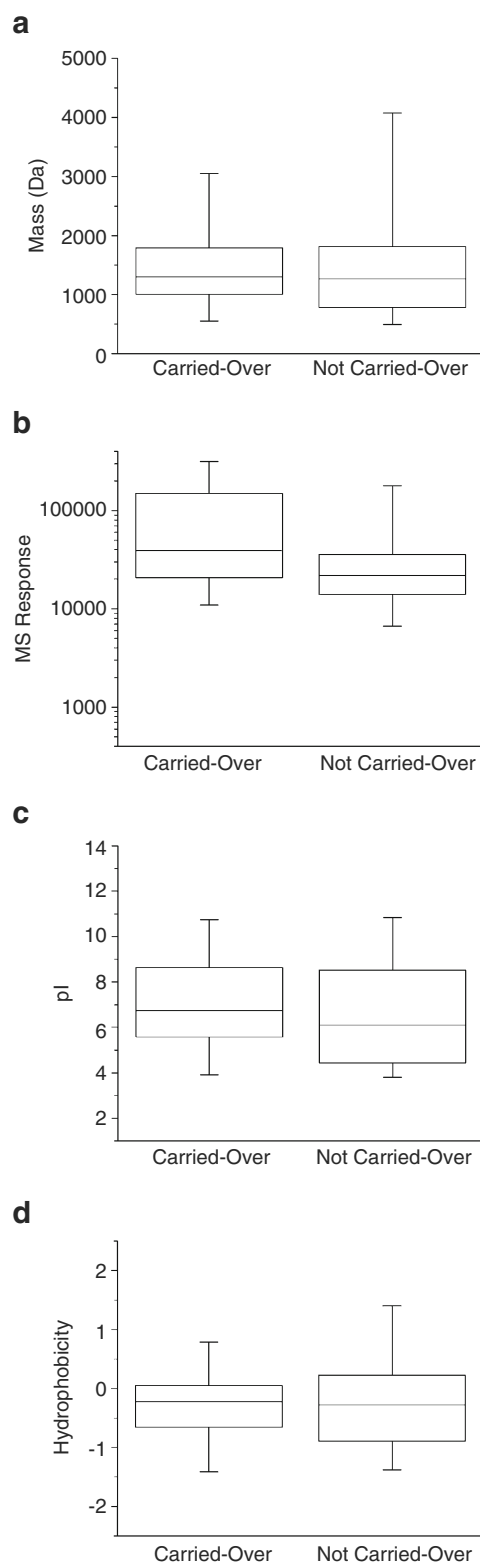 a
5000
4000
3000
2000
1000
0
Mass (Da)
Carried-Over Not Carried-Over
b
100000
10000
1000
MS Response
Carried-Over Not Carried-Over
c
14
12
10
8
6
4
2
pI
Carried-Over Not Carried-Over
d
2
1
0
-1
-2
Hydrophobicity
Carried-Over Not Carried-Over